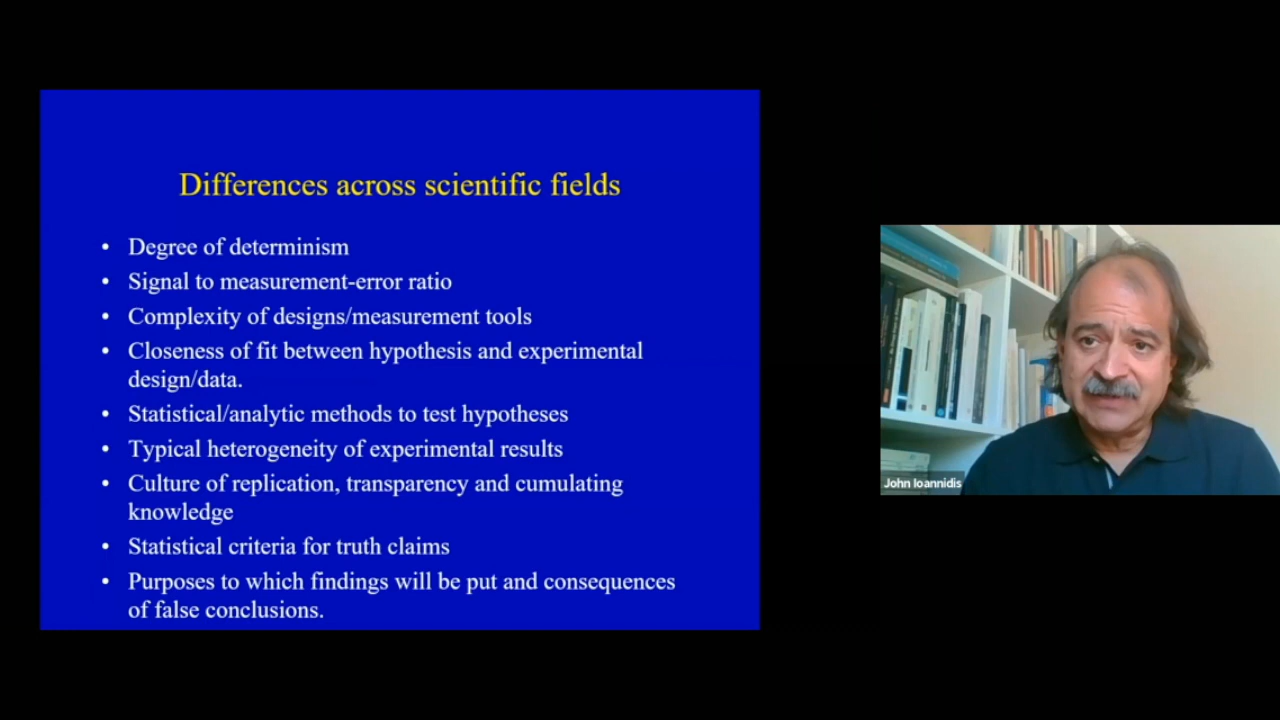 Differences across scientific fields
• Degree of determinism
• Signal to measurement-error ratio
• Complexity of designs/measurement tools
• Closeness of fit between hypothesis and experimental
design/data.
• Statistical/analytic methods to test hypotheses
• Typical heterogeneity of experimental results
• Culture of replication, transparency and cumulating
knowledge
• Statistical criteria for truth claims
• Purposes to which findings will be put and consequences
of false conclusions.
John Ioannidis